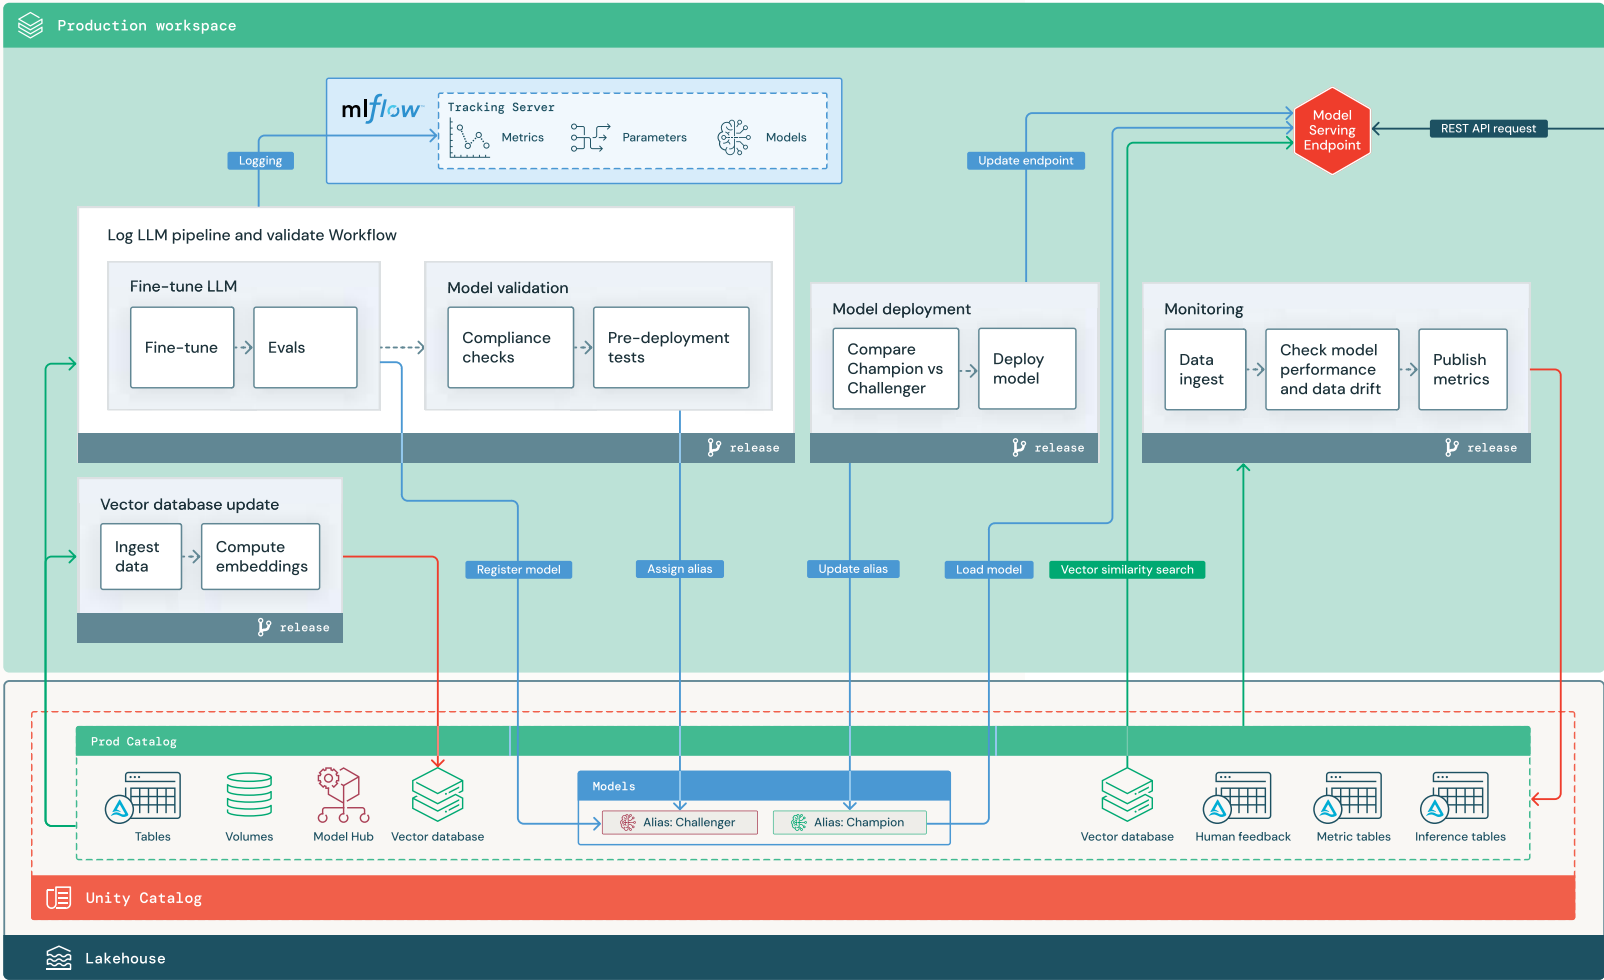 Production workspace
mlflow
Tracking Server
Metrics
Parameters
Models
Logging
Update endpoint
Model
Serving
Endpoint
REST API request
Log LLM pipeline and validate Workflow
Fine-tune LLM
Fine-tune
Evals
Model validation
Compliance
checks
Pre-deployment
tests
release
Model deployment
Compare
Champion vs
Challenger
Deploy
model
release
Monitoring
Data
ingest
Check model
performance
and data drift
Publish
metrics
release
Vector database update
Ingest
data
Compute
embeddings
release
Register model
Assign alias
Update alias
Load model
Vector similarity search
Prod Catalog
Tables
Volumes
Model Hub
Vector database
Models
Alias: Challenger
Alias: Champion
Vector database
Human feedback
Metric tables
Inference tables
Unity Catalog
Lakehouse